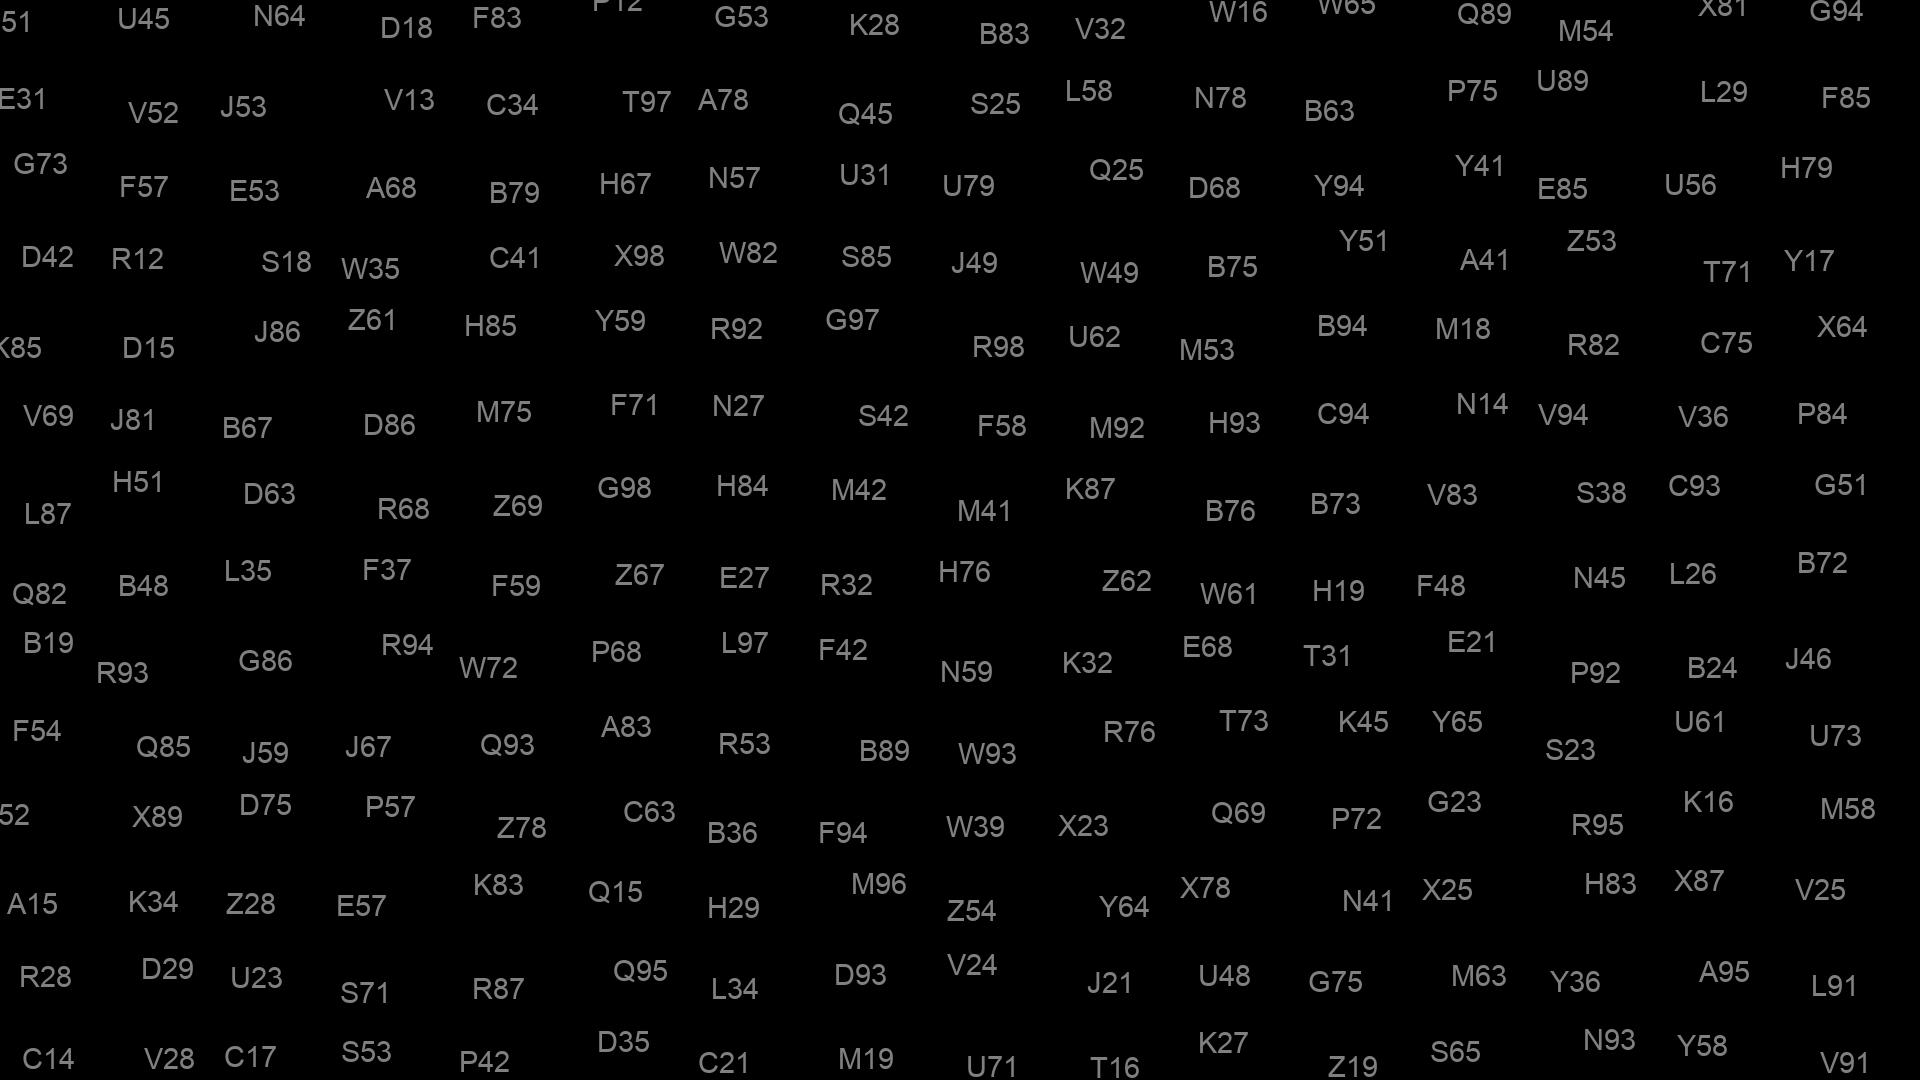 51 U45 N64 D18 F83 P12 G53 K28 B83 V32 W16 W65 Q89 M54 X81 G94
E31 V52 J53 V13 C34 T97 A78 Q45 S25 L58 N78 B63 P75 U89 L29 F85
G73 F57 E53 A68 B79 H67 N57 U31 U79 Q25 D68 Y94 Y41 E85 U56 H79
D42 R12 S18 W35 C41 X98 W82 S85 J49 W49 B75 Y51 A41 Z53 T71 Y17
K85 D15 J86 Z61 H85 Y59 R92 G97 R98 U62 M53 B94 M18 R82 C75 X64
V69 J81 B67 D86 M75 F71 N27 S42 F58 M92 H93 C94 N14 V94 V36 P84
L87 H51 D63 R68 Z69 G98 H84 M42 M41 K87 B76 B73 V83 S38 C93 G51
Q82 B48 L35 F37 F59 Z67 E27 R32 H76 Z62 W61 H19 F48 N45 L26 B72
B19 R93 G86 R94 W72 P68 L97 F42 N59 K32 E68 T31 E21 P92 B24 J46
F54 Q85 J59 J67 Q93 A83 R53 B89 W93 R76 T73 K45 Y65 S23 U61 U73
52 X89 D75 P57 Z78 C63 B36 F94 W39 X23 Q69 P72 G23 R95 K16 M58
A15 K34 Z28 E57 K83 Q15 H29 M96 Z54 Y64 X78 N41 X25 H83 X87 V25
R28 D29 U23 S71 R87 Q95 L34 D93 V24 J21 U48 G75 M63 Y36 A95 L91
C14 V28 C17 S53 P42 D35 C21 M19 U71 T16 K27 Z19 S65 N93 Y58 V91